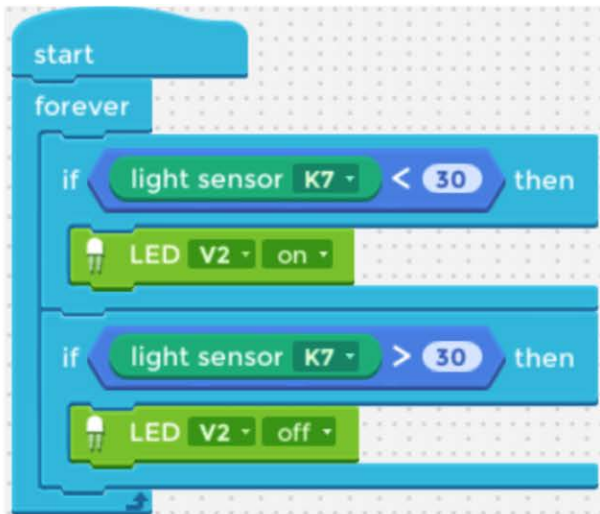 start
forever
if light sensor K7 < 30 then
LED V2 on
if light sensor K7 > 30 then
LED V2 off